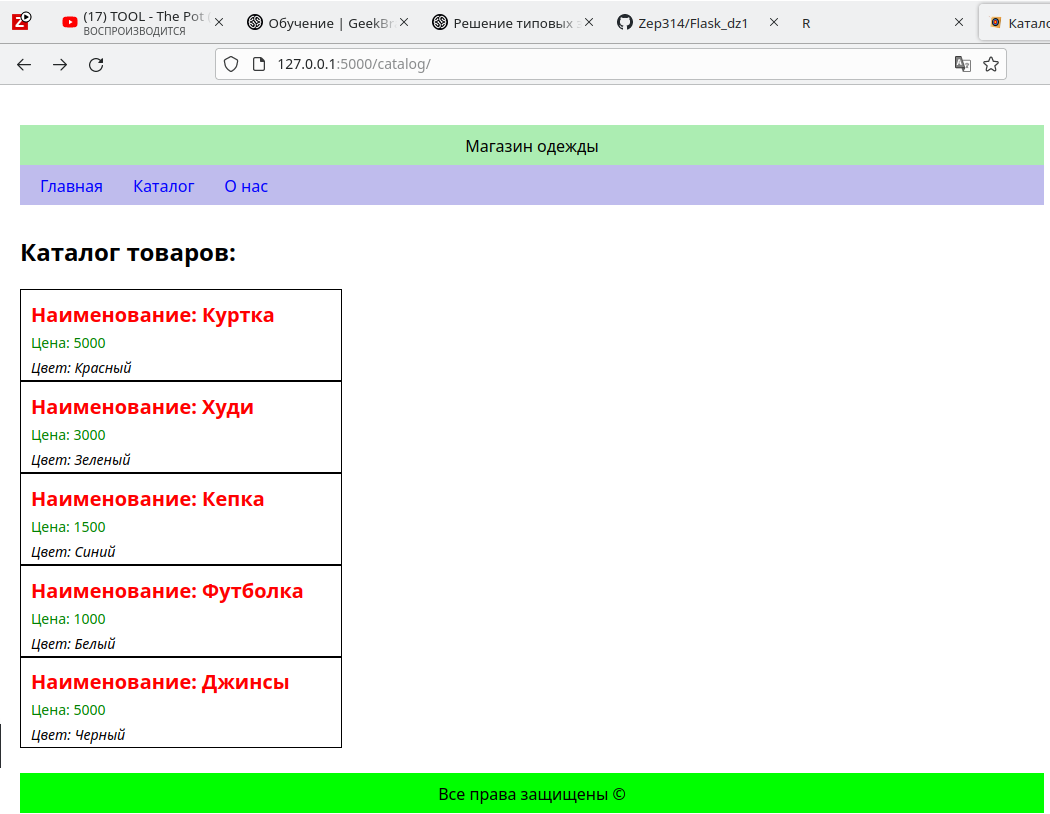 (17) TOOL - The Pot
ВОСПРОИЗВОДИТСЯ
Обучение | GeekBr
Решение типовых з
Zep314/Flask_dz1
R
Катало
127.0.0.1:5000/catalog/
Магазин одежды
Главная Каталог О нас
Каталог товаров:
Наименование: Куртка
Цена: 5000
Цвет: Красный
Наименование: Худи
Цена: 3000
Цвет: Зеленый
Наименование: Кепка
Цена: 1500
Цвет: Синий
Наименование: Футболка
Цена: 1000
Цвет: Белый
Наименование: Джинсы
Цена: 5000
Цвет: Черный
Все права защищены ©